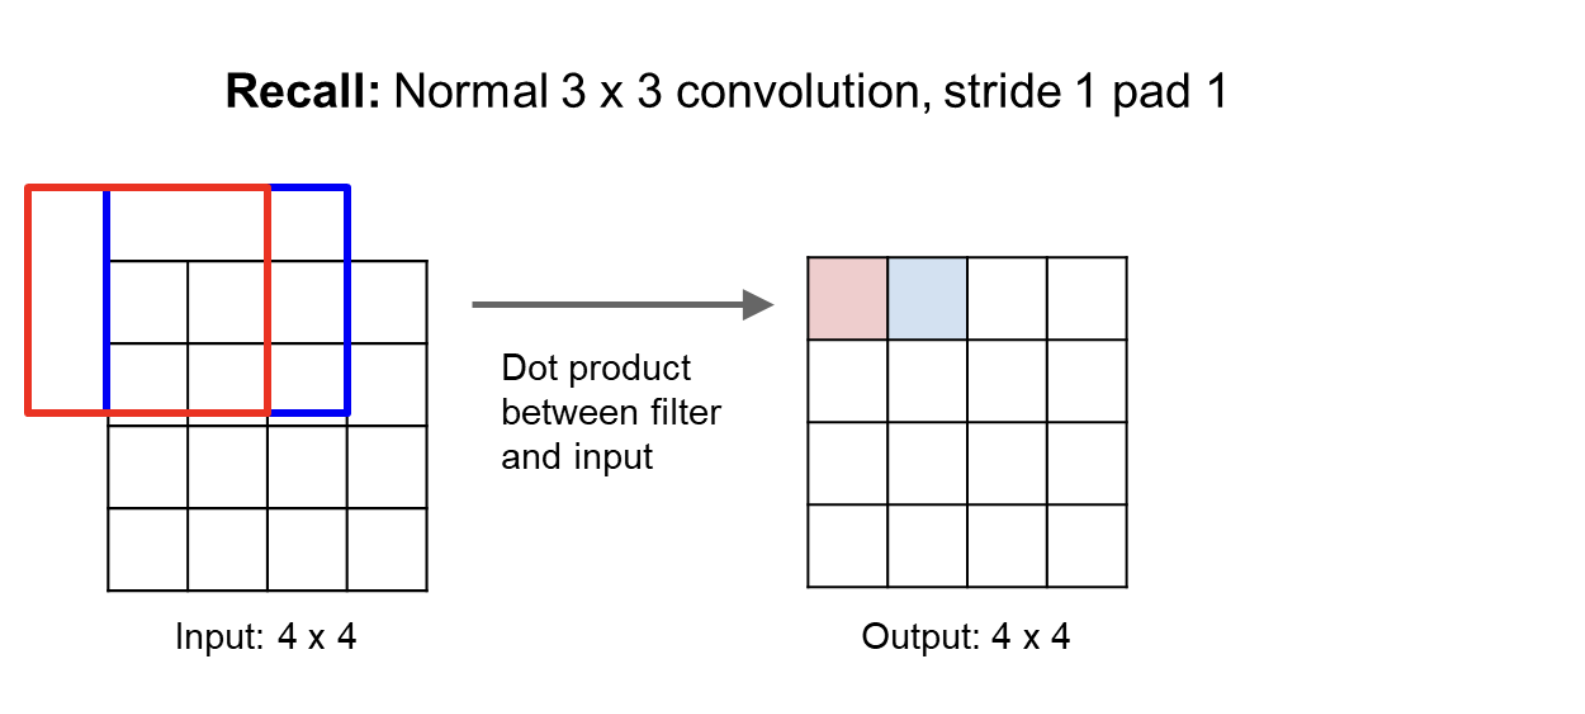 Recall: Normal 3 x 3 convolution, stride 1 pad 1
Dot product
between filter
and input
Input: 4 x 4
Output: 4 x 4